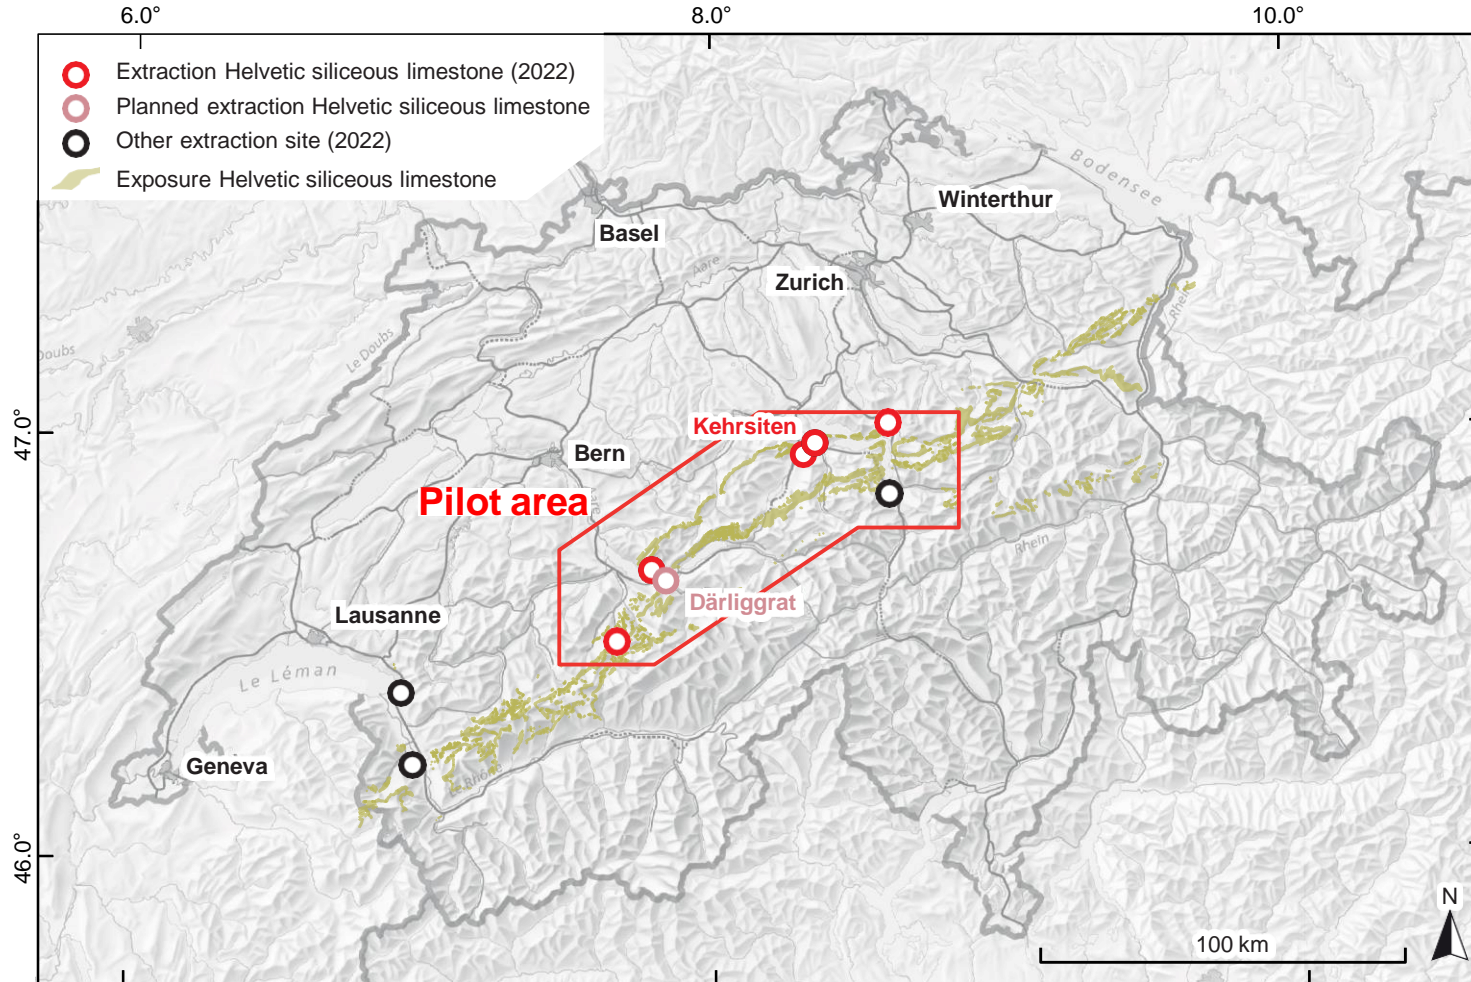 6.0°
8.0°
10.0°
Extraction Helvetic siliceous limestone (2022)
Planned extraction Helvetic siliceous limestone
Other extraction site (2022)
Exposure Helvetic siliceous limestone
Bodensee
Winterthur
Basel
Aare
Zurich
Rhein
Doubs
Le Doubs
47.0°
Kehrsiten
Bern
Pilot area
Rhein
Därliggrat
Lausanne
Le Léman
Geneva
Rhône
46.0°
N
100 km